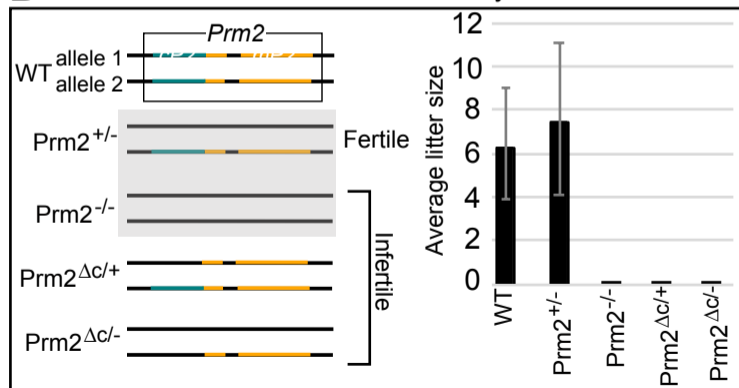 Prm2
WT allele 1
allele 2
Prm2+/-
Fertile
Prm2-/-
Infertile
Prm2Δc/+
Prm2Δc/-
Average litter size
12
10
8
6
4
2
0
WT
Prm2+/-
Prm2-/-
Prm2Δc/+
Prm2Δc/-